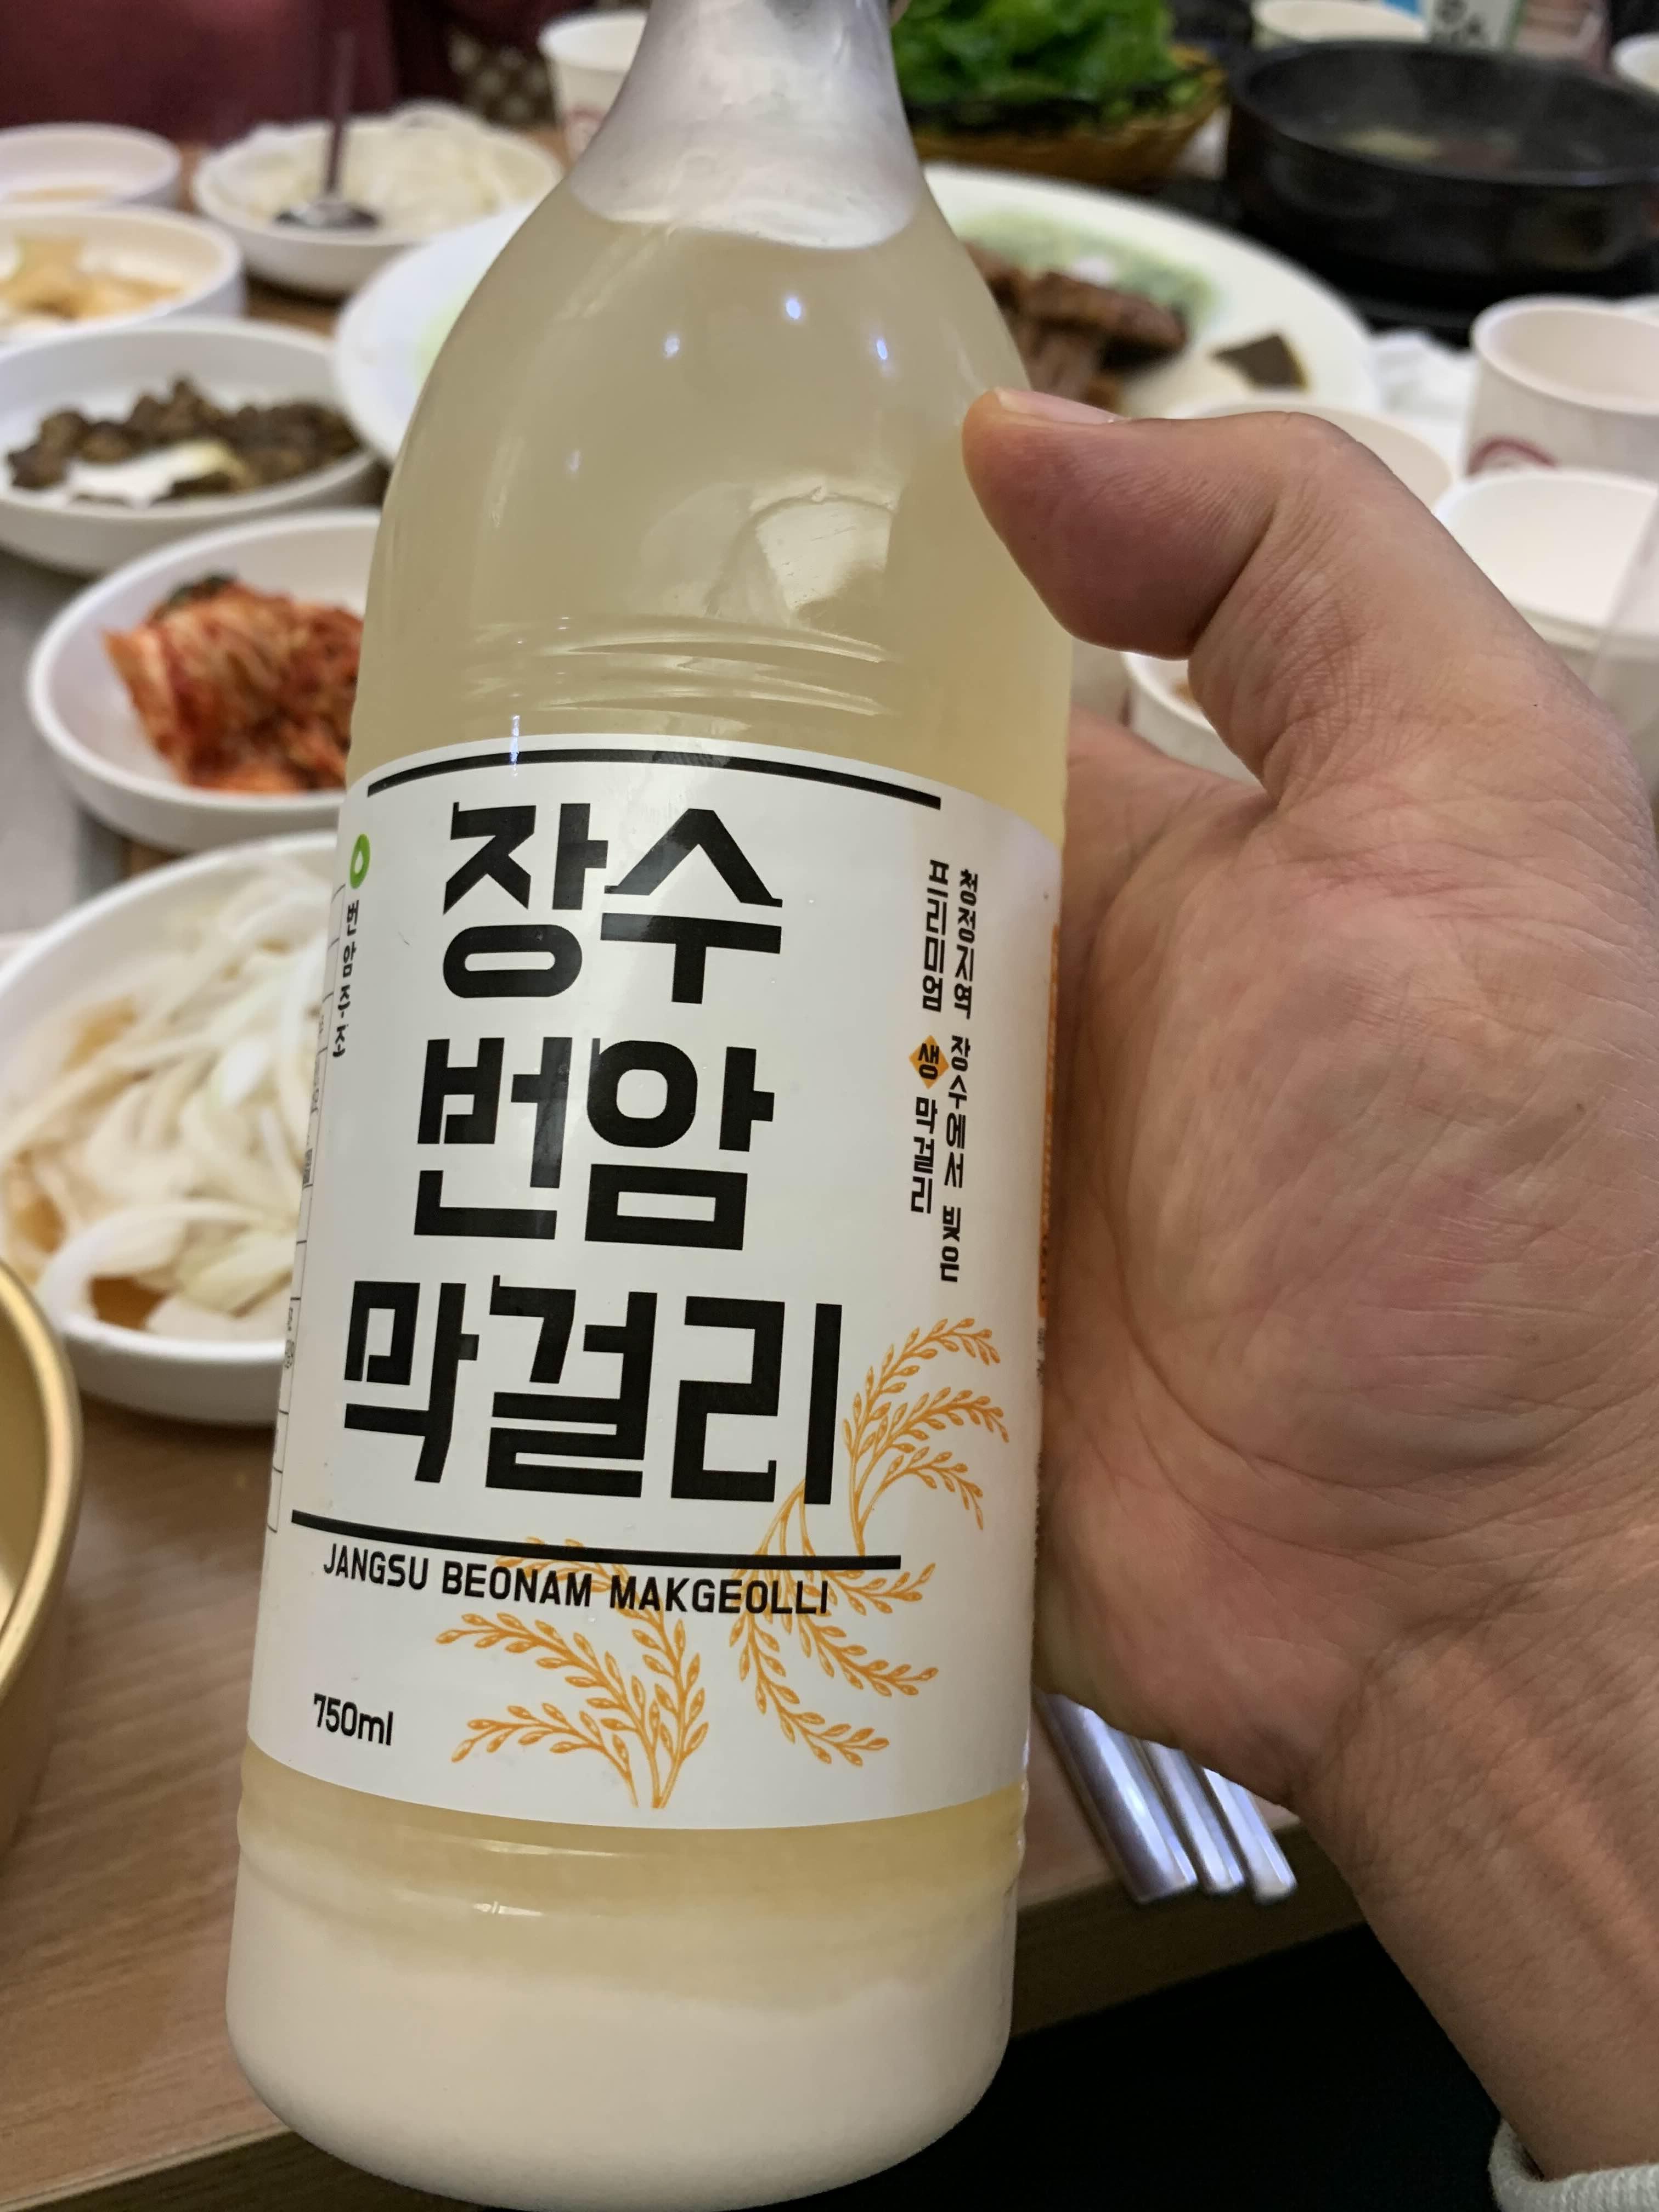 장수
번암
막걸리
JANGSU BEONAM MAKGEOLLI
750ml
청정지역 장수에서 빚은
프리미엄 생 막걸리
번암주조